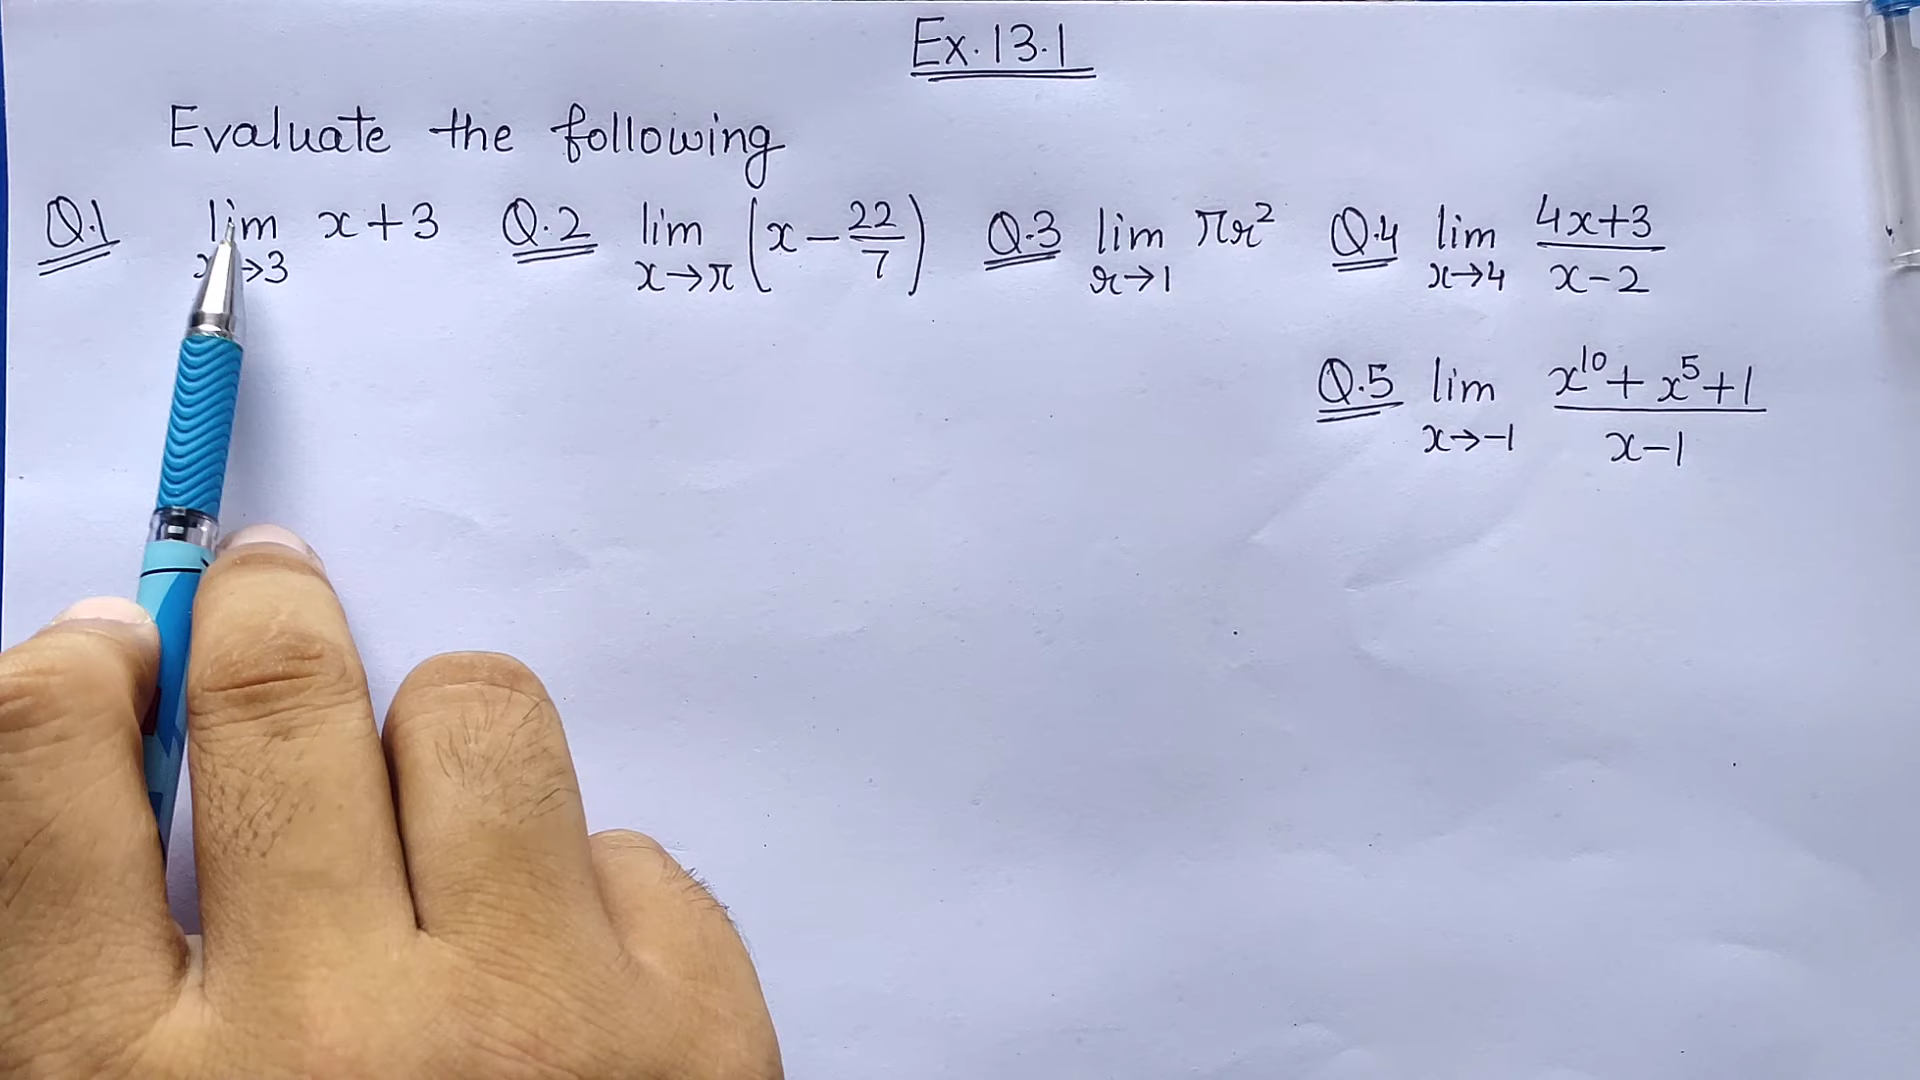 Ex.13.1
Evaluate the following
Q.1 lim x→3 x+3 Q.2 lim x→π (x - 22/7) Q.3 lim r→1 πr² Q.4 lim x→4 4x+3/x-2
Q.5 lim x→-1 x¹⁰+x⁵+1/x-1